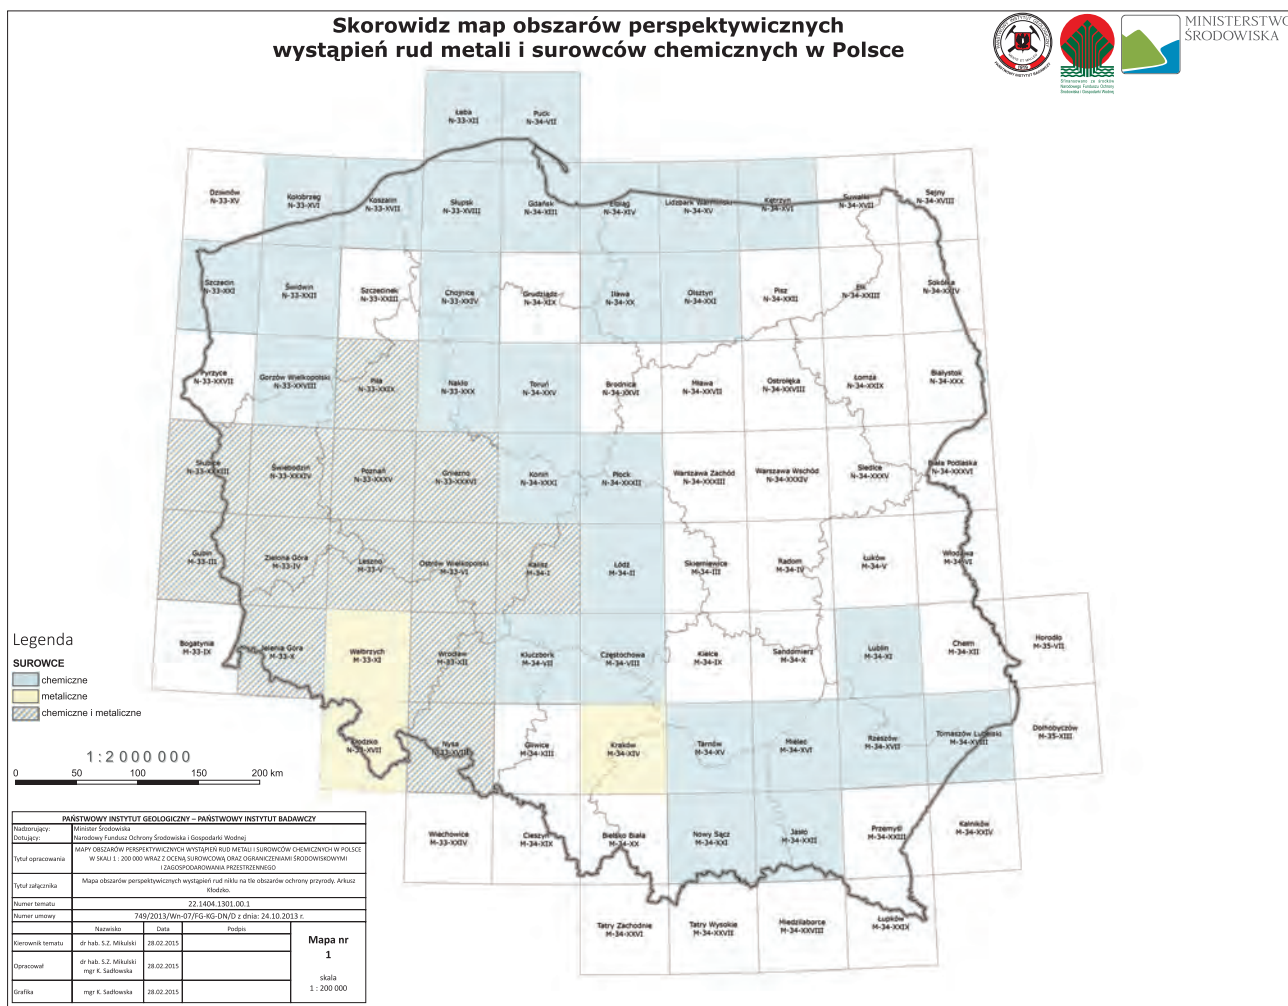 Skorowidz map obszarów perspektywicznych
wystąpień rud metali i surowców chemicznych w Polsce
MINISTERSTWO
ŚRODOWISKA
PAŃSTWOWY INSTYTUT BADAWCZY
Dofinansowano ze środków
Narodowego Funduszu Ochrony
Środowiska i Gospodarki Wodnej
Łeba
N-33-XII
Puck
N-34-VII
Dziwnów
N-33-XV
Kołobrzeg
N-33-XVI
Koszalin
N-33-XVII
Słupsk
N-33-XVIII
Gdańsk
N-34-XIII
Elbląg
N-34-XIV
Lidzbark Warmiński
N-34-XV
Kętrzyn
N-34-XVI
Suwałki
N-34-XVII
Sejny
N-34-XVIII
Szczecin
N-33-XXI
Świdwin
N-33-XXII
Szczecinek
N-33-XXIII
Chojnice
N-33-XXIV
Grudziądz
N-34-XIX
Iława
N-34-XX
Olsztyn
N-34-XXI
Pisz
N-34-XXII
Ełk
N-34-XXIII
Sokółka
N-34-XXIV
Pyrzyce
N-33-XXVII
Gorzów Wielkopolski
N-33-XXVIII
Piła
N-33-XXIX
Nakło
N-33-XXX
Toruń
N-34-XXV
Brodnica
N-34-XXVI
Mława
N-34-XXVII
Ostrołęka
N-34-XXVIII
Łomża
N-34-XXIX
Białystok
N-34-XXX
Słubice
N-33-XXXIII
Świebodzin
N-33-XXXIV
Poznań
N-33-XXXV
Gniezno
N-33-XXXVI
Konin
N-34-XXXI
Płock
N-34-XXXII
Warszawa Zachód
N-34-XXXIII
Warszawa Wschód
N-34-XXXIV
Siedlce
N-34-XXXV
Biała Podlaska
N-34-XXXVI
Gubin
M-33-III
Zielona Góra
M-33-IV
Leszno
M-33-V
Ostrów Wielkopolski
M-33-VI
Kalisz
M-34-I
Łódź
M-34-II
Skierniewice
M-34-III
Radom
M-34-IV
Łuków
M-34-V
Włodawa
M-34-VI
Bogatynia
M-33-IX
Jelenia Góra
M-33-X
Wałbrzych
M-33-XI
Wrocław
M-33-XII
Kluczbork
M-34-VII
Częstochowa
M-34-VIII
Kielce
M-34-IX
Sandomierz
M-34-X
Lublin
M-34-XI
Chełm
M-34-XII
Horodło
M-35-VII
Kłodzko
N-33-XVII
Nysa
N-33-XVIII
Gliwice
M-34-XIII
Kraków
M-34-XIV
Tarnów
M-34-XV
Mielec
M-34-XVI
Rzeszów
M-34-XVII
Tomaszów Lubelski
M-34-XVIII
Dołhobyczów
M-35-XIII
Wiechowice
M-33-XXIV
Cieszyn
M-34-XIX
Bielsko Biała
M-34-XX
Nowy Sącz
M-34-XXI
Jasło
M-34-XXII
Przemyśl
M-34-XXIII
Kalników
M-34-XXIV
Tatry Zachodnie
M-34-XXVI
Tatry Wysokie
M-34-XXVII
Miedzilaborce
M-34-XXVIII
Łupków
M-34-XXIX
Legenda
SUROWCE
chemiczne
metaliczne
chemiczne i metaliczne
1:2 000 000
0 50 100 150 200 km
PAŃSTWOWY INSTYTUT GEOLOGICZNY – PAŃSTWOWY INSTYTUT BADAWCZY
Nadzorujący: Minister Środowiska
Dotujący: Narodowy Fundusz Ochrony Środowiska i Gospodarki Wodnej
Tytuł opracowania MAPY OBSZARÓW PERSPEKTYWICZNYCH WYSTĄPIEŃ RUD METALI I SUROWCÓW CHEMICZNYCH W POLSCE
W SKALI 1 : 200 000 WRAZ Z OCENĄ SUROWCOWĄ ORAZ OGRANICZENIAMI ŚRODOWISKOWYMI
I ZAGOSPODAROWANIA PRZESTRZENNEGO
Tytuł załącznika Mapa obszarów perspektywicznych wystąpień rud niklu na tle obszarów ochrony przyrody. Arkusz
Kłodzko.
Numer tematu 22.1404.1301.00.1
Numer umowy 749/2013/Wn-07/FG-KG-DN/D z dnia: 24.10.2013 r.
Nazwisko Data Podpis
Kierownik tematu dr hab. S.Z. Mikulski 28.02.2015
Opracował dr hab. S.Z. Mikulski
mgr K. Sadłowska 28.02.2015
Grafika mgr K. Sadłowska 28.02.2015
Mapa nr
1
skala
1 : 200 000